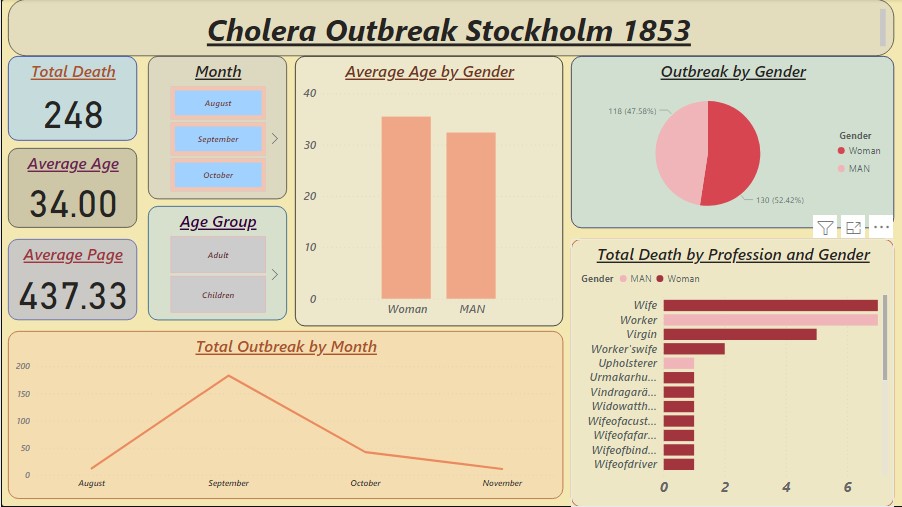 Cholera Outbreak Stockholm 1853
Total Death
248
Average Age
34.00
Average Page
437.33
Month
August
September
October
Age Group
Adult
Children
Average Age by Gender
40
30
20
10
0
Woman MAN
Outbreak by Gender
118 (47.58%)
130 (52.42%)
Gender
Woman
MAN
Total Outbreak by Month
200
150
100
50
0
August September October November
Total Death by Profession and Gender
Gender MAN Woman
Wife
Worker
Virgin
Worker'swife
Upholsterer
Urmakarhu...
Vindragarä...
Widowatth...
Wifeofacust...
Wifeofafar...
Wifeofbind...
Wifeofdriver
0 2 4 6